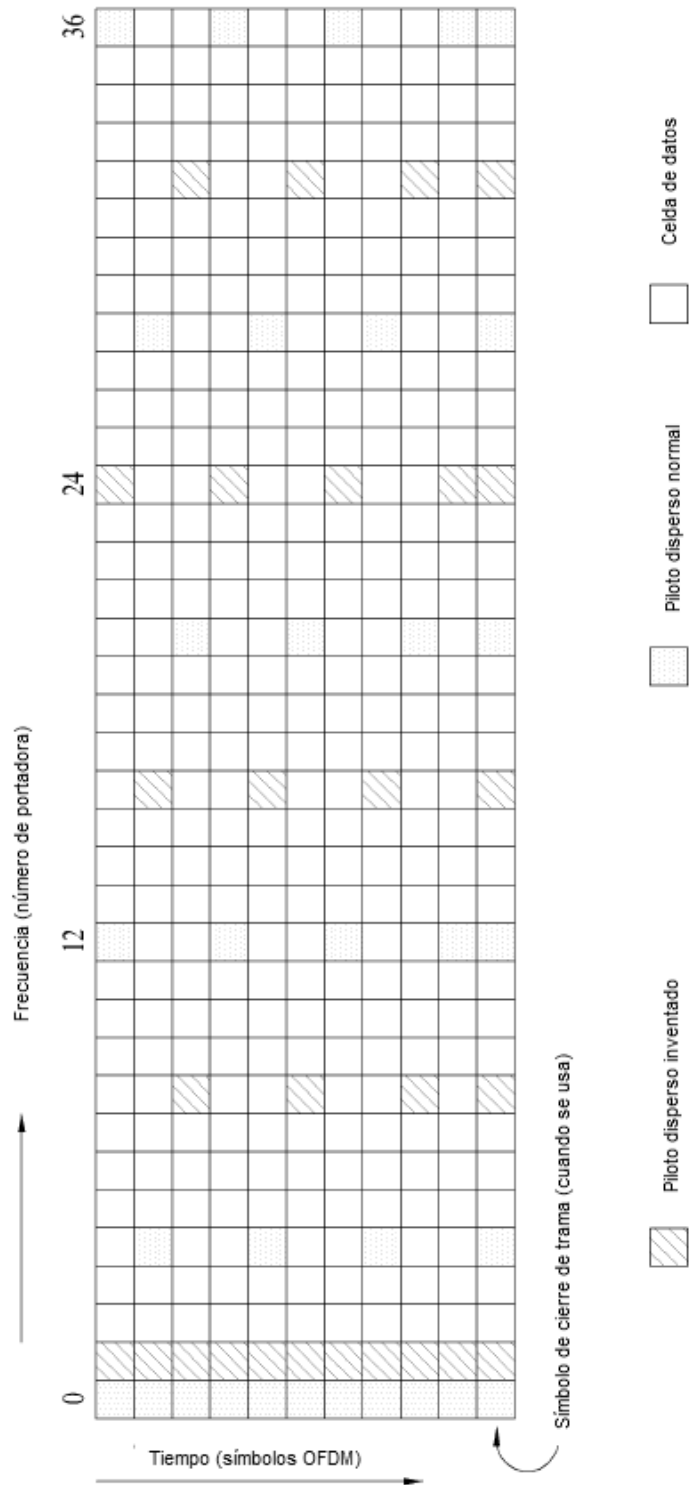 Frecuencia (número de portadora)
0
12
24
36
Tiempo (símbolos OFDM)
Símbolo de cierre de trama (cuando se usa)
Piloto disperso inventado
Piloto disperso normal
Celda de datos